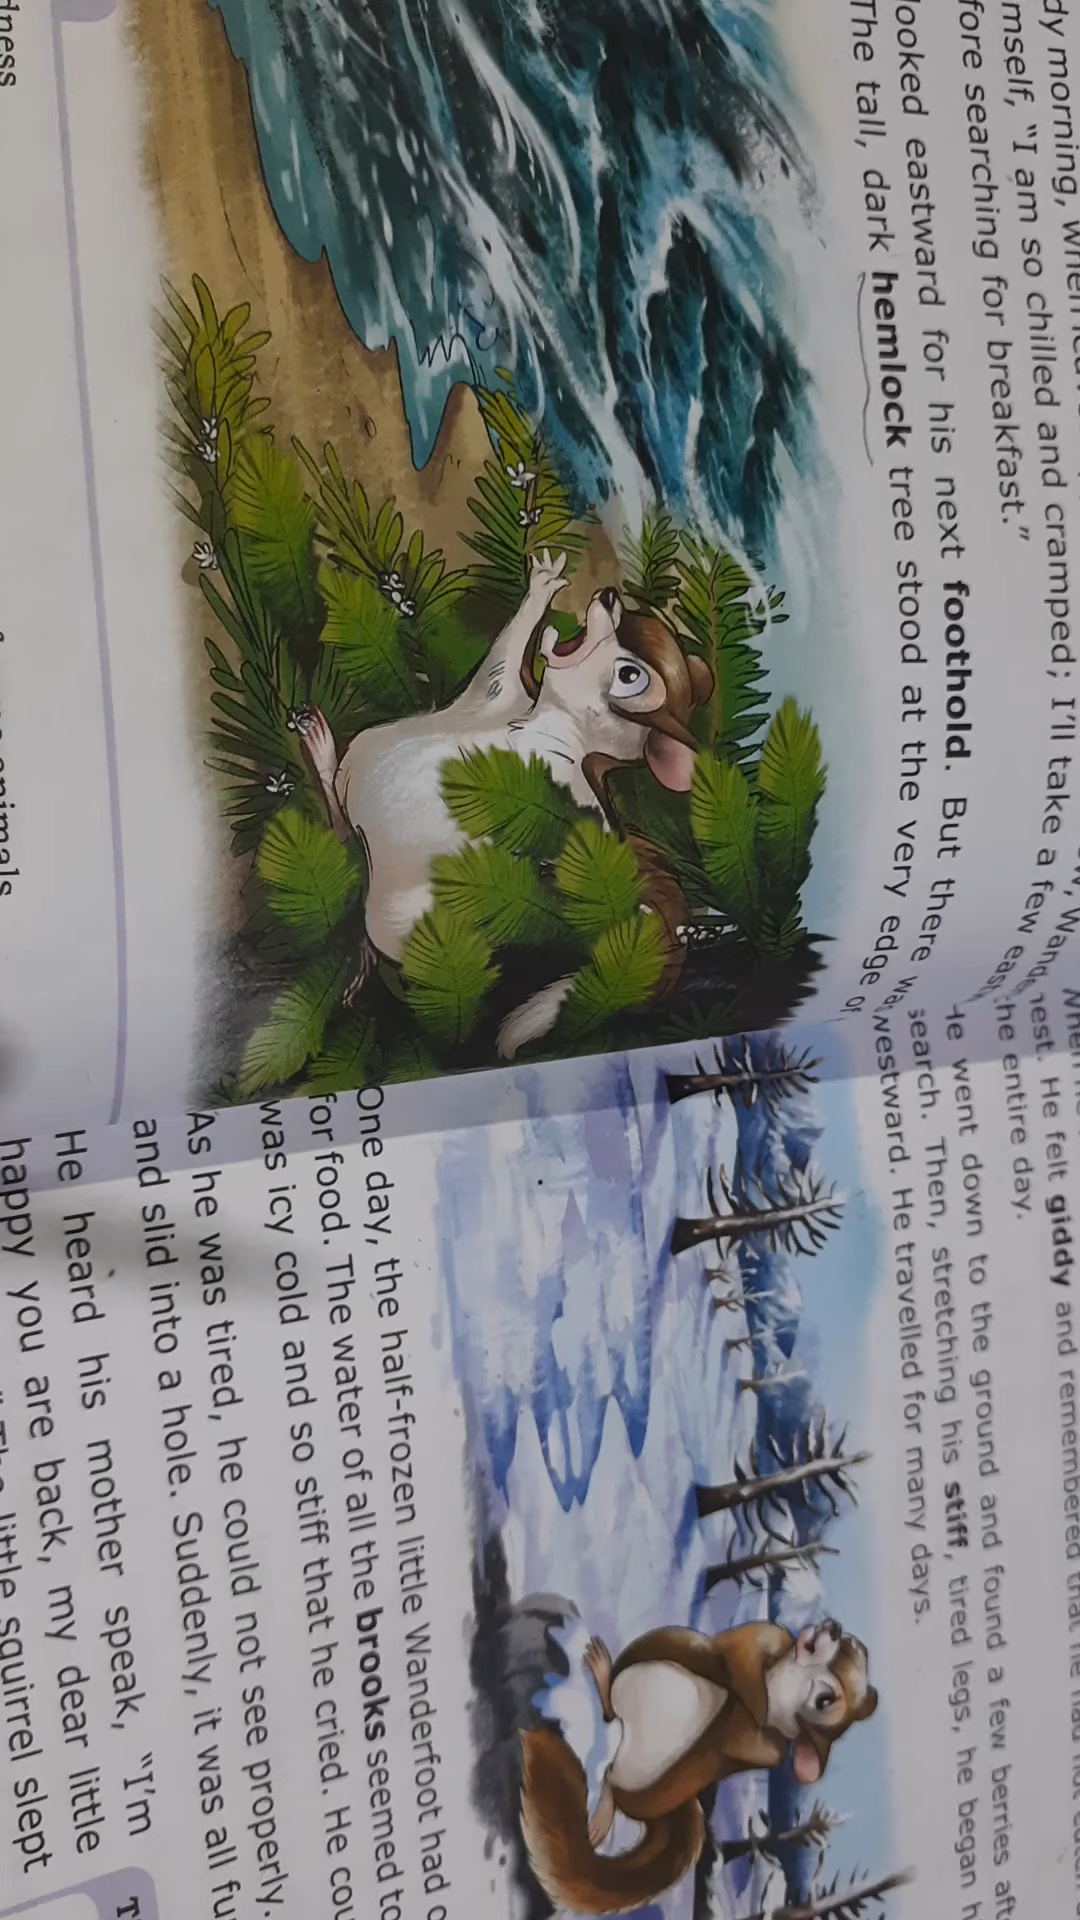 dy morning,
mself, "I am so chilled and cramped; I'll take a few
fore searching for breakfast."
looked eastward for his next foothold. But there
The tall, dark hemlock tree stood at the very edge of
dness
animals
nest. He felt giddy and remembered that he had
the entire day.
He went down to the ground and found a few berries
search. Then, stretching his stiff, tired legs, he began
westward. He travelled for many days.
One day, the half-frozen little Wanderfoot had
for food. The water of all the brooks seemed to
was icy cold and so stiff that he cried. He
As he was tired, he could not see properly.
and slid into a hole. Suddenly, it was all
He heard his mother speak, "I'm
happy you are back, my dear little
little squirrel slept